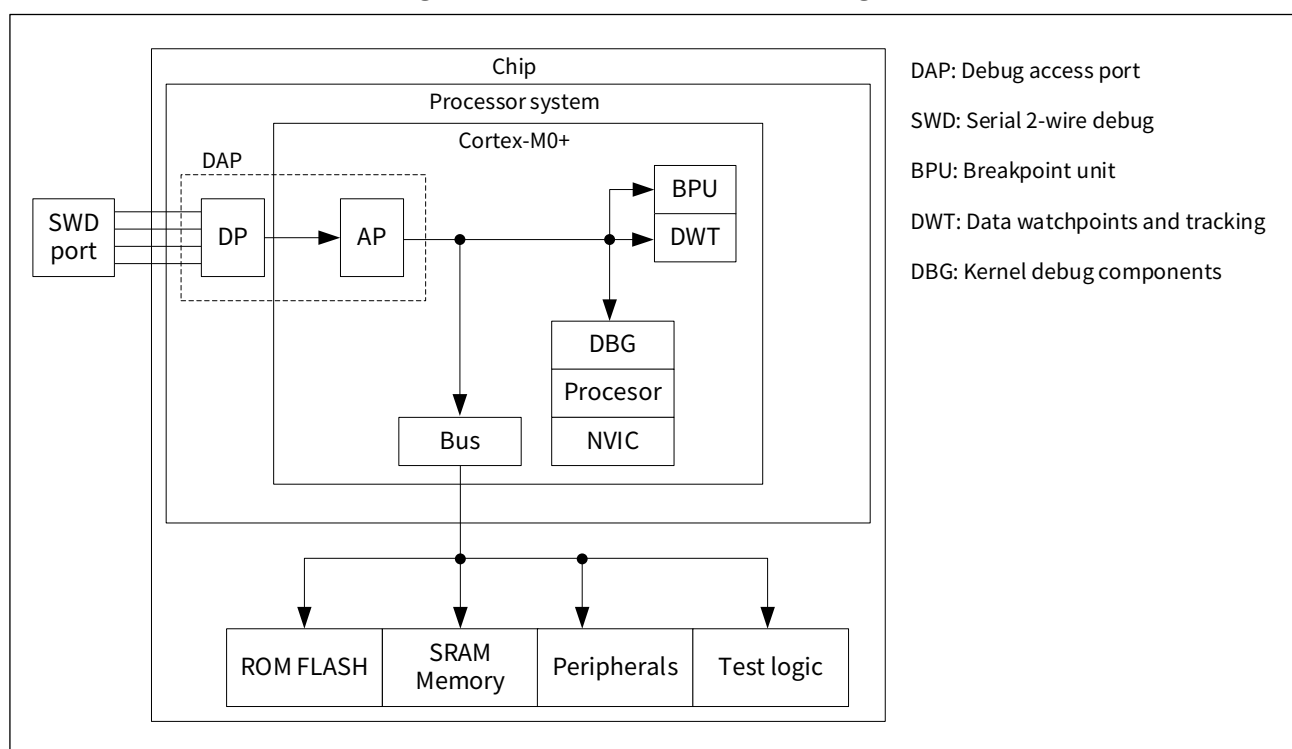 Chip
Processor system
Cortex-M0+
DAP
SWD
port
DP
AP
BPU
DWT
DBG
Procesor
NVIC
Bus
ROM FLASH
SRAM
Memory
Peripherals
Test logic
DAP: Debug access port
SWD: Serial 2-wire debug
BPU: Breakpoint unit
DWT: Data watchpoints and tracking
DBG: Kernel debug components